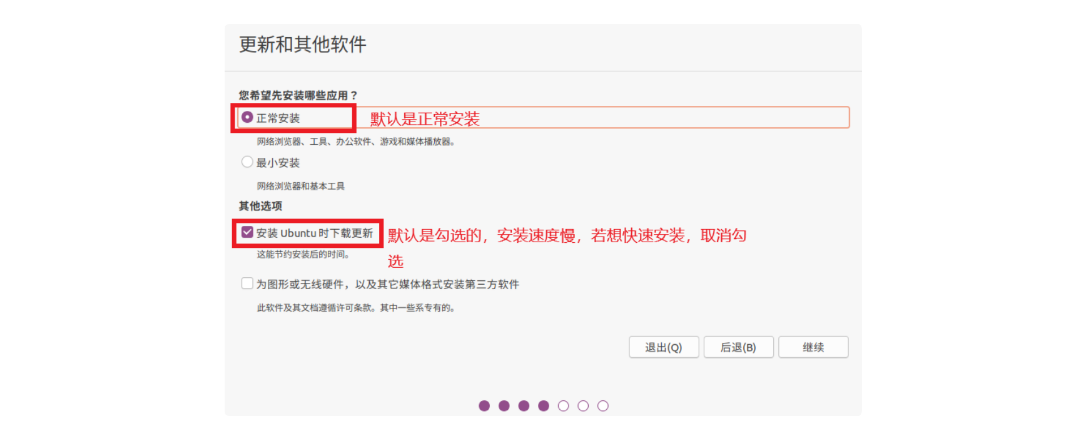 更新和其他软件
您希望先安装哪些应用？
正常安装 默认是正常安装
网络浏览器、工具、办公软件、游戏和媒体播放器。
最小安装
网络浏览器和基本工具
其他选项
安装 Ubuntu 时下载更新 默认是勾选的，安装速度慢，若想快速安装，取消勾
选
这能节约安装后的时间。
为图形或无线硬件，以及其它媒体格式安装第三方软件
此软件及其文档遵循许可条款。其中一些系专有的。
退出(Q) 后退(B) 继续